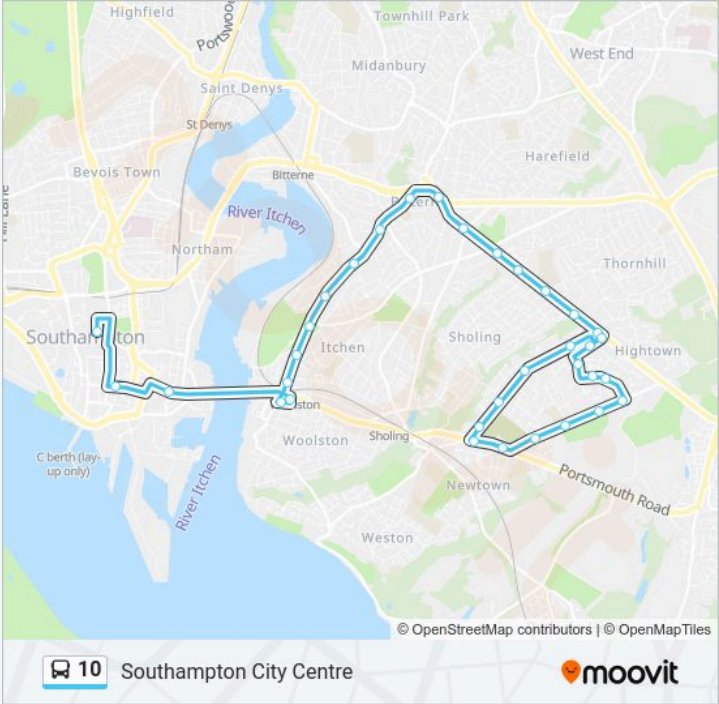 Highfield
Townhill Park
Portswood
West End
Midanbury
Saint Denys
St Denys
Harefield
Bevois Town
Bitterne
River Itchen
Northam
Thornhill
Southampton
Sholing
Itchen
Hightown
Woolston
Sholing
C berth (lay-
up only)
Newtown
Portsmouth Road
River Itchen
Weston
© OpenStreetMap contributors | © OpenMapTiles
10 Southampton City Centre
moovit